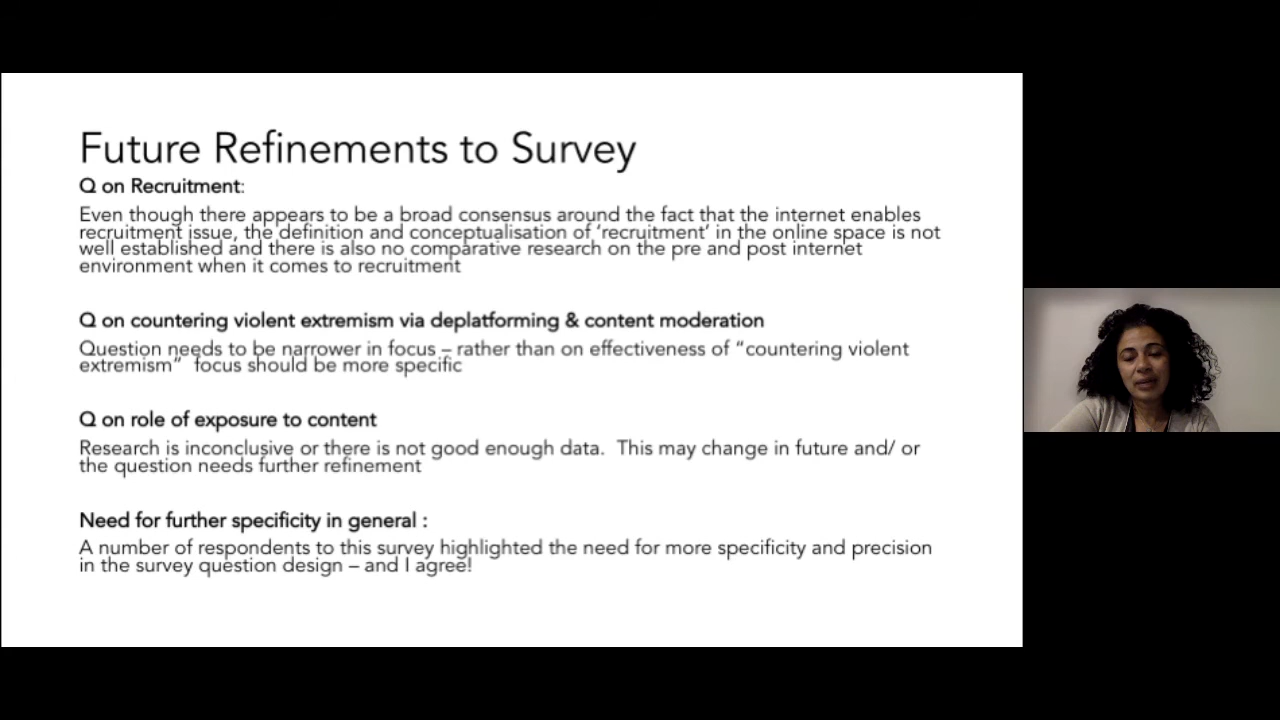 Future Refinements to Survey
Q on Recruitment:
Even though there appears to be a broad consensus around the fact that the internet enables
recruitment issue, the definition and conceptualisation of ‘recruitment’ in the online space is not
well established and there is also no comparative research on the pre and post internet
environment when it comes to recruitment
Q on countering violent extremism via deplatforming & content moderation
Question needs to be narrower in focus – rather than on effectiveness of “countering violent
extremism”  focus should be more specific
Q on role of exposure to content
Research is inconclusive or there is not good enough data.  This may change in future and/ or
the question needs further refinement
Need for further specificity in general :
A number of respondents to this survey highlighted the need for more specificity and precision
in the survey question design – and I agree!